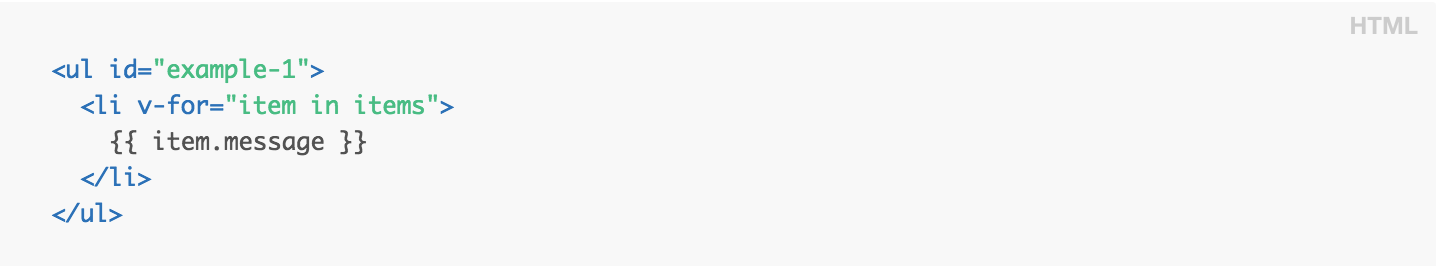 HTML
<ul id="example-1">
  <li v-for="item in items">
    {{ item.message }}
  </li>
</ul>